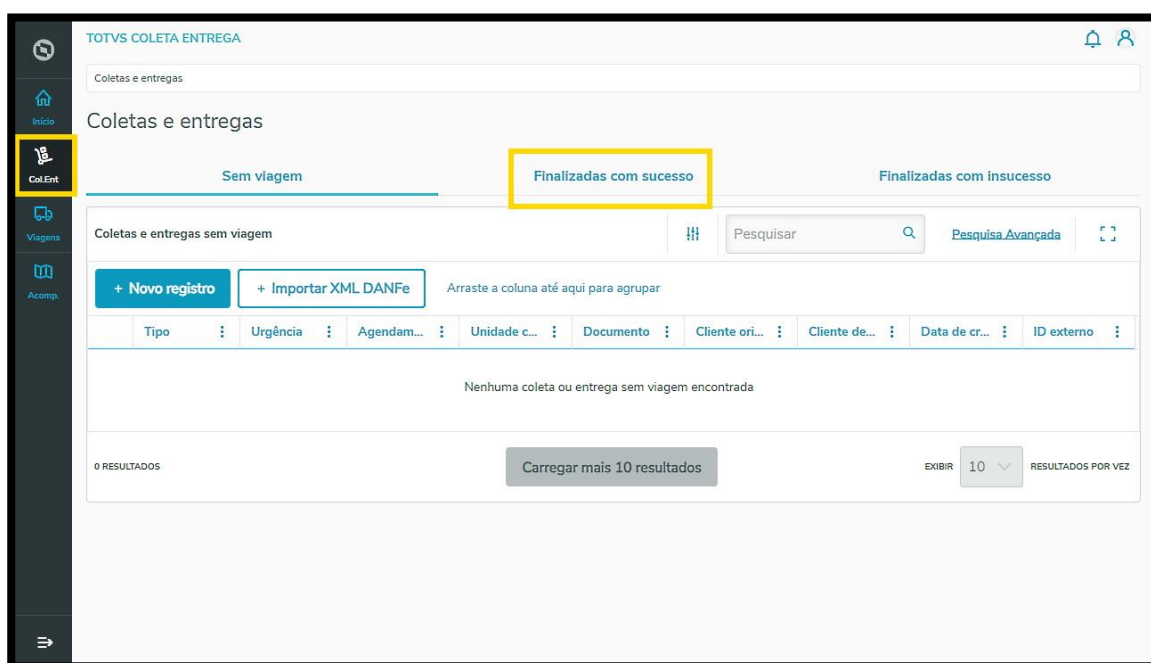 TOTVS COLETA ENTREGA
Coletas e entregas
Início
Coletas e entregas
Col.Ent
Sem viagem Finalizadas com sucesso Finalizadas com insucesso
Viagens
Coletas e entregas sem viagem Pesquisar Pesquisa Avançada
Acomp.
+ Novo registro + Importar XML DANFe Arraste a coluna até aqui para agrupar
Tipo Urgência Agendam... Unidade c... Documento Cliente ori... Cliente de... Data de cr... ID externo
Nenhuma coleta ou entrega sem viagem encontrada
0 RESULTADOS Carregar mais 10 resultados EXIBIR 10 RESULTADOS POR VEZ